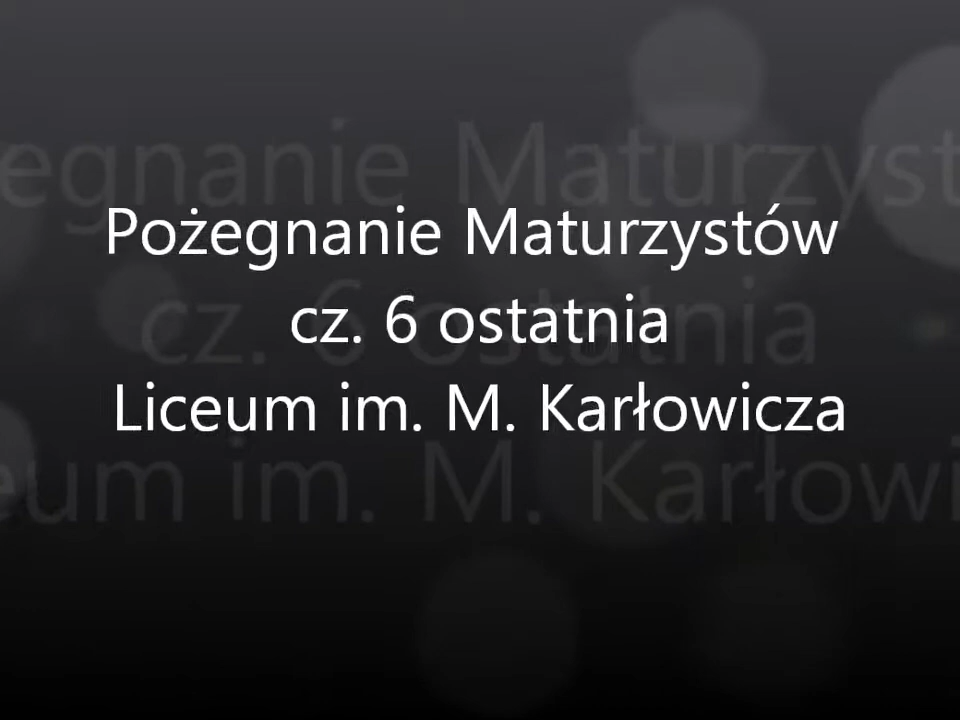 Pożegnanie Maturzystów
cz. 6 ostatnia
Liceum im. M. Karłowicza